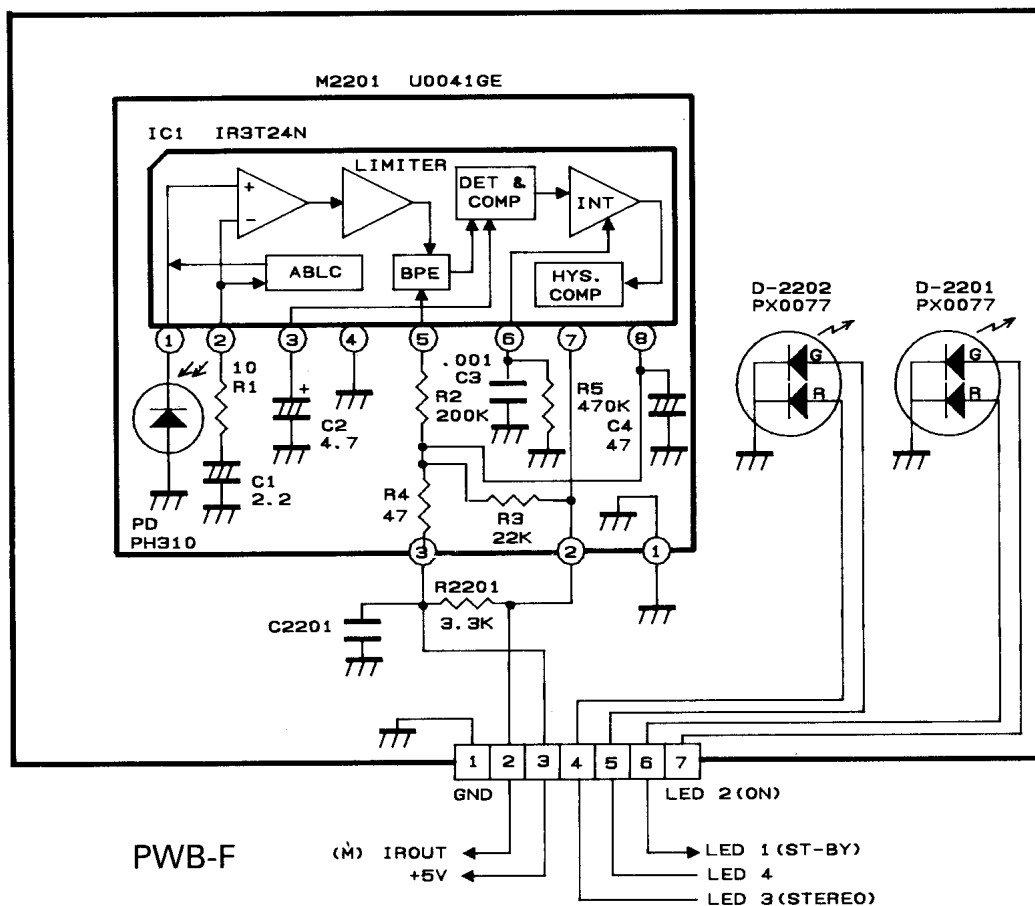 M2201 U0041GE
IC1 IR3T24N
LIMITER
+
−
DET &
COMP
INT
ABLC
BPE
HYS.
COMP
1
2
3
4
5
6
7
8
D-2202
PX0077
G
R
D-2201
PX0077
G
R
10
R1
+
C2
4.7
R2
200K
.001
C3
R5
470K
C4
47
C1
2.2
R4
47
R3
22K
PD
PH310
3
2
1
R2201
3.3K
C2201
1
2
3
4
5
6
7
GND
LED 2(ON)
PWB-F
(M̀) IROUT
+5V
LED 1(ST-BY)
LED 4
LED 3(STEREO)